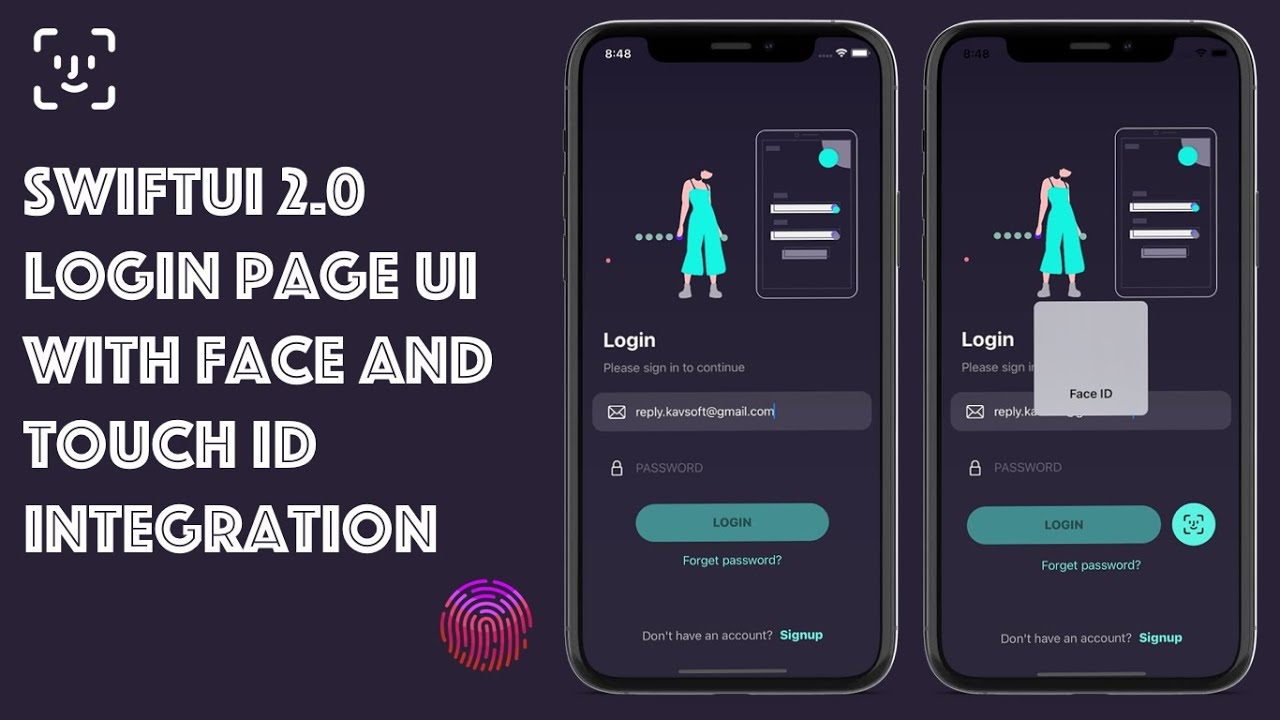 SWIFTUI 2.0
LOGIN PAGE UI
WITH FACE AND
TOUCH ID
INTEGRATION
8:48
Login
Please sign in to continue
reply.kavsoft@gmail.com
PASSWORD
LOGIN
Forget password?
Don't have an account? Signup
8:48
Login
Please sign i
Face ID
reply.ka
PASSWORD
LOGIN
Forget password?
Don't have an account? Signup